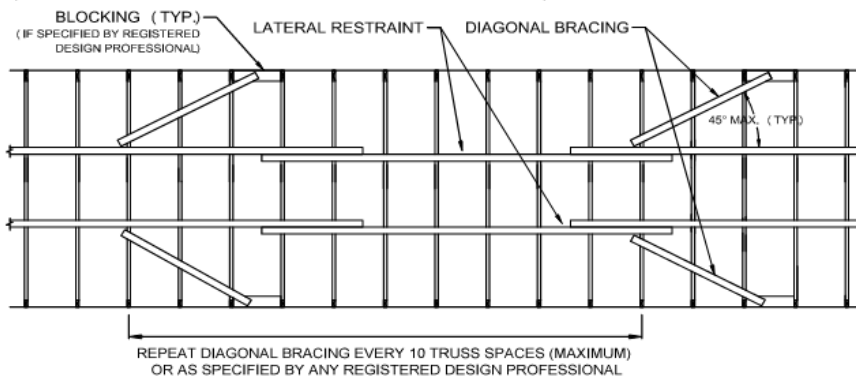 BLOCKING (TYP.)
(IF SPECIFIED BY REGISTERED
DESIGN PROFESSIONAL)
LATERAL RESTRAINT
DIAGONAL BRACING
45° MAX. (TYP.)
REPEAT DIAGONAL BRACING EVERY 10 TRUSS SPACES (MAXIMUM)
OR AS SPECIFIED BY ANY REGISTERED DESIGN PROFESSIONAL